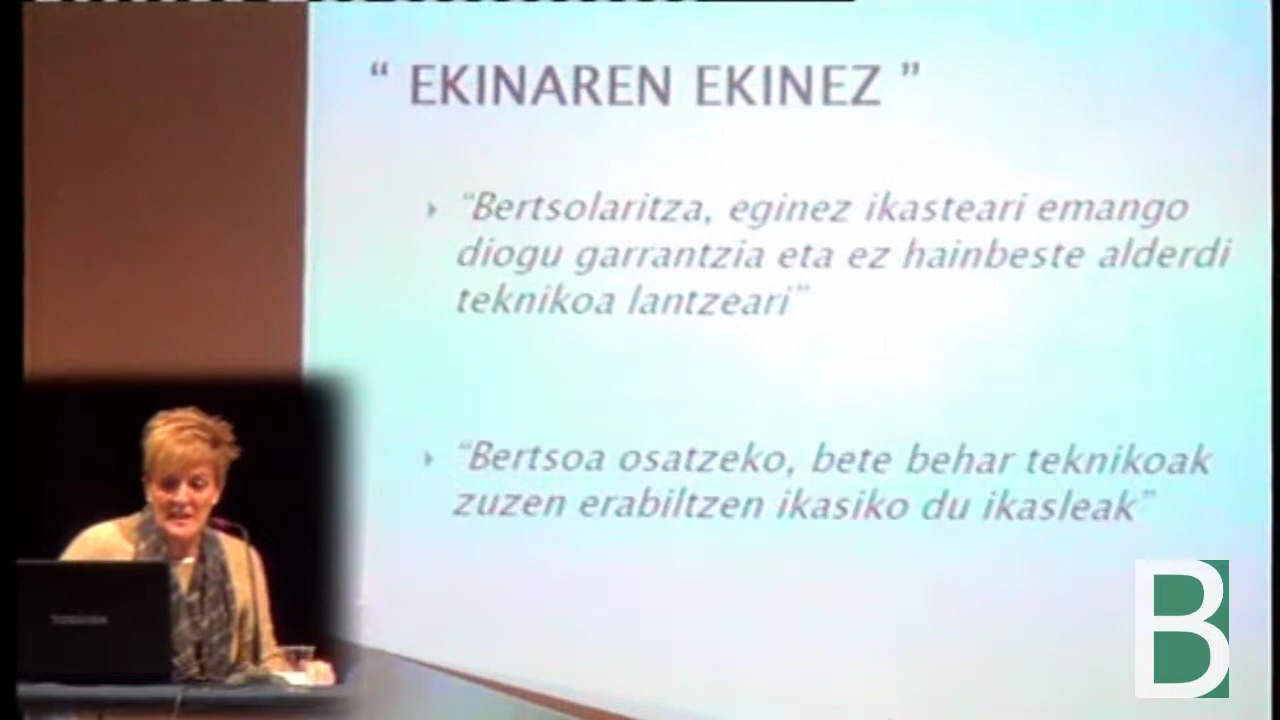 “ EKINAREN EKINEZ ”
“Bertsolaritza, eginez ikasteari emango
diogu garrantzia eta ez hainbeste alderdi
teknikoa lantzeari”
“Bertsoa osatzeko, bete behar teknikoak
zuzen erabiltzen ikasiko du ikasleak”
TOSHIBA
B